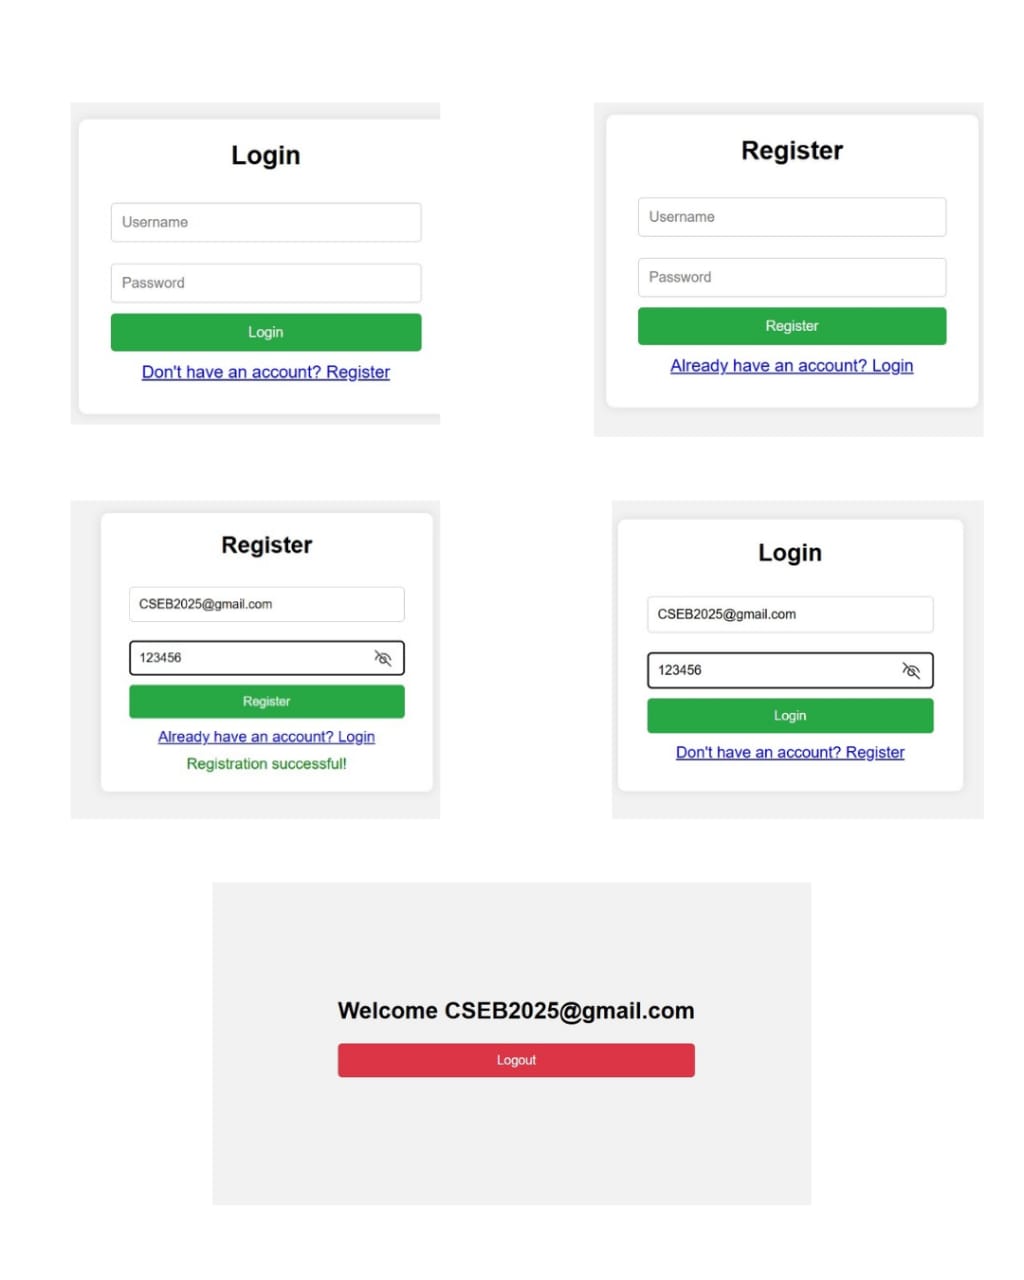 Login
Username
Password
Login
Don't have an account? Register
Register
Username
Password
Register
Already have an account? Login
Register
CSEB2025@gmail.com
123456
Register
Already have an account? Login
Registration successful!
Login
CSEB2025@gmail.com
123456
Login
Don't have an account? Register
Welcome CSEB2025@gmail.com
Logout